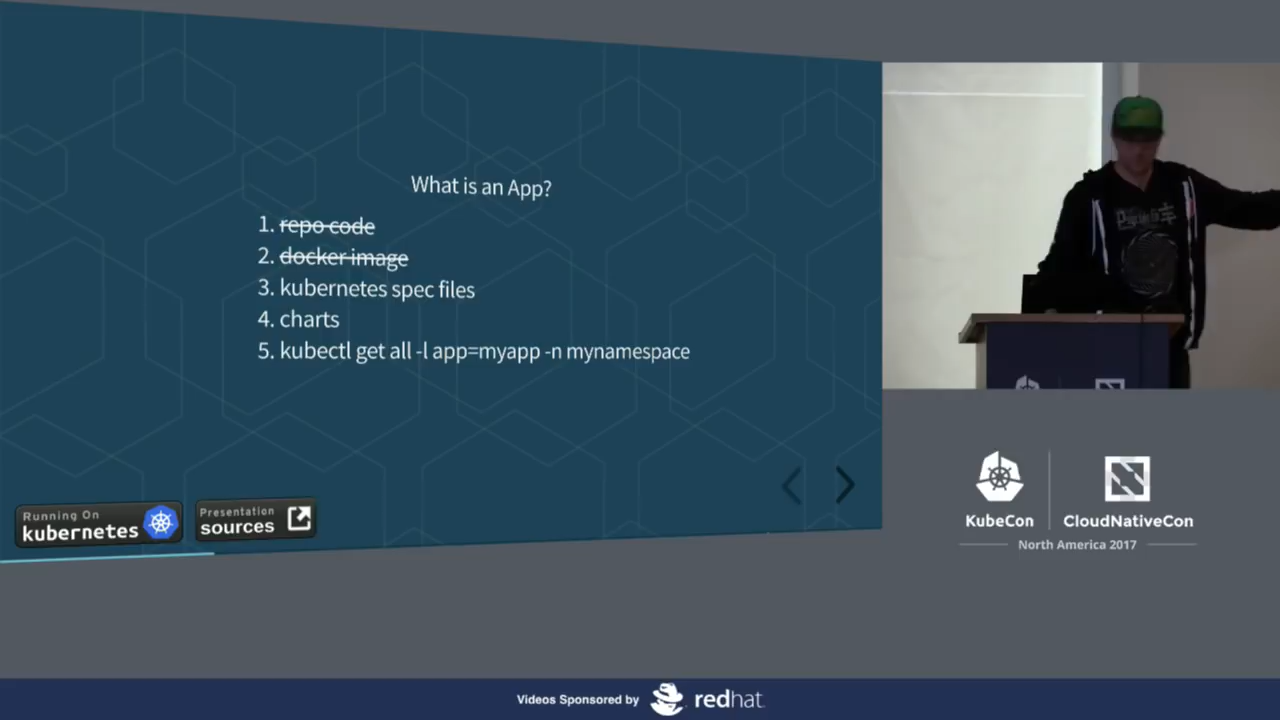 What is an App?
1. repo code
2. docker image
3. kubernetes spec files
4. charts
5. kubectl get all -l app=myapp -n mynamespace
Running On
kubernetes
Presentation
sources
KubeCon
CloudNativeCon
North America 2017
Videos Sponsored by
redhat.